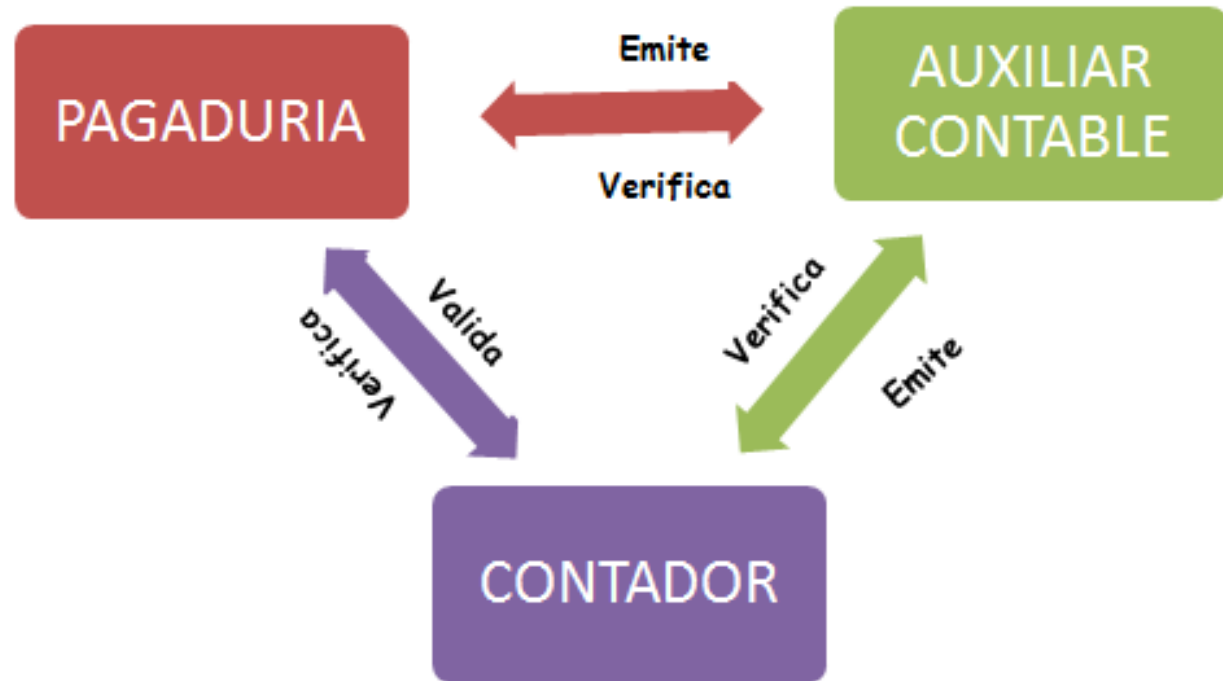 PAGADURIA
Emite
Verifica
AUXILIAR
CONTABLE
Valida
Verifica
Verifica
Emite
CONTADOR